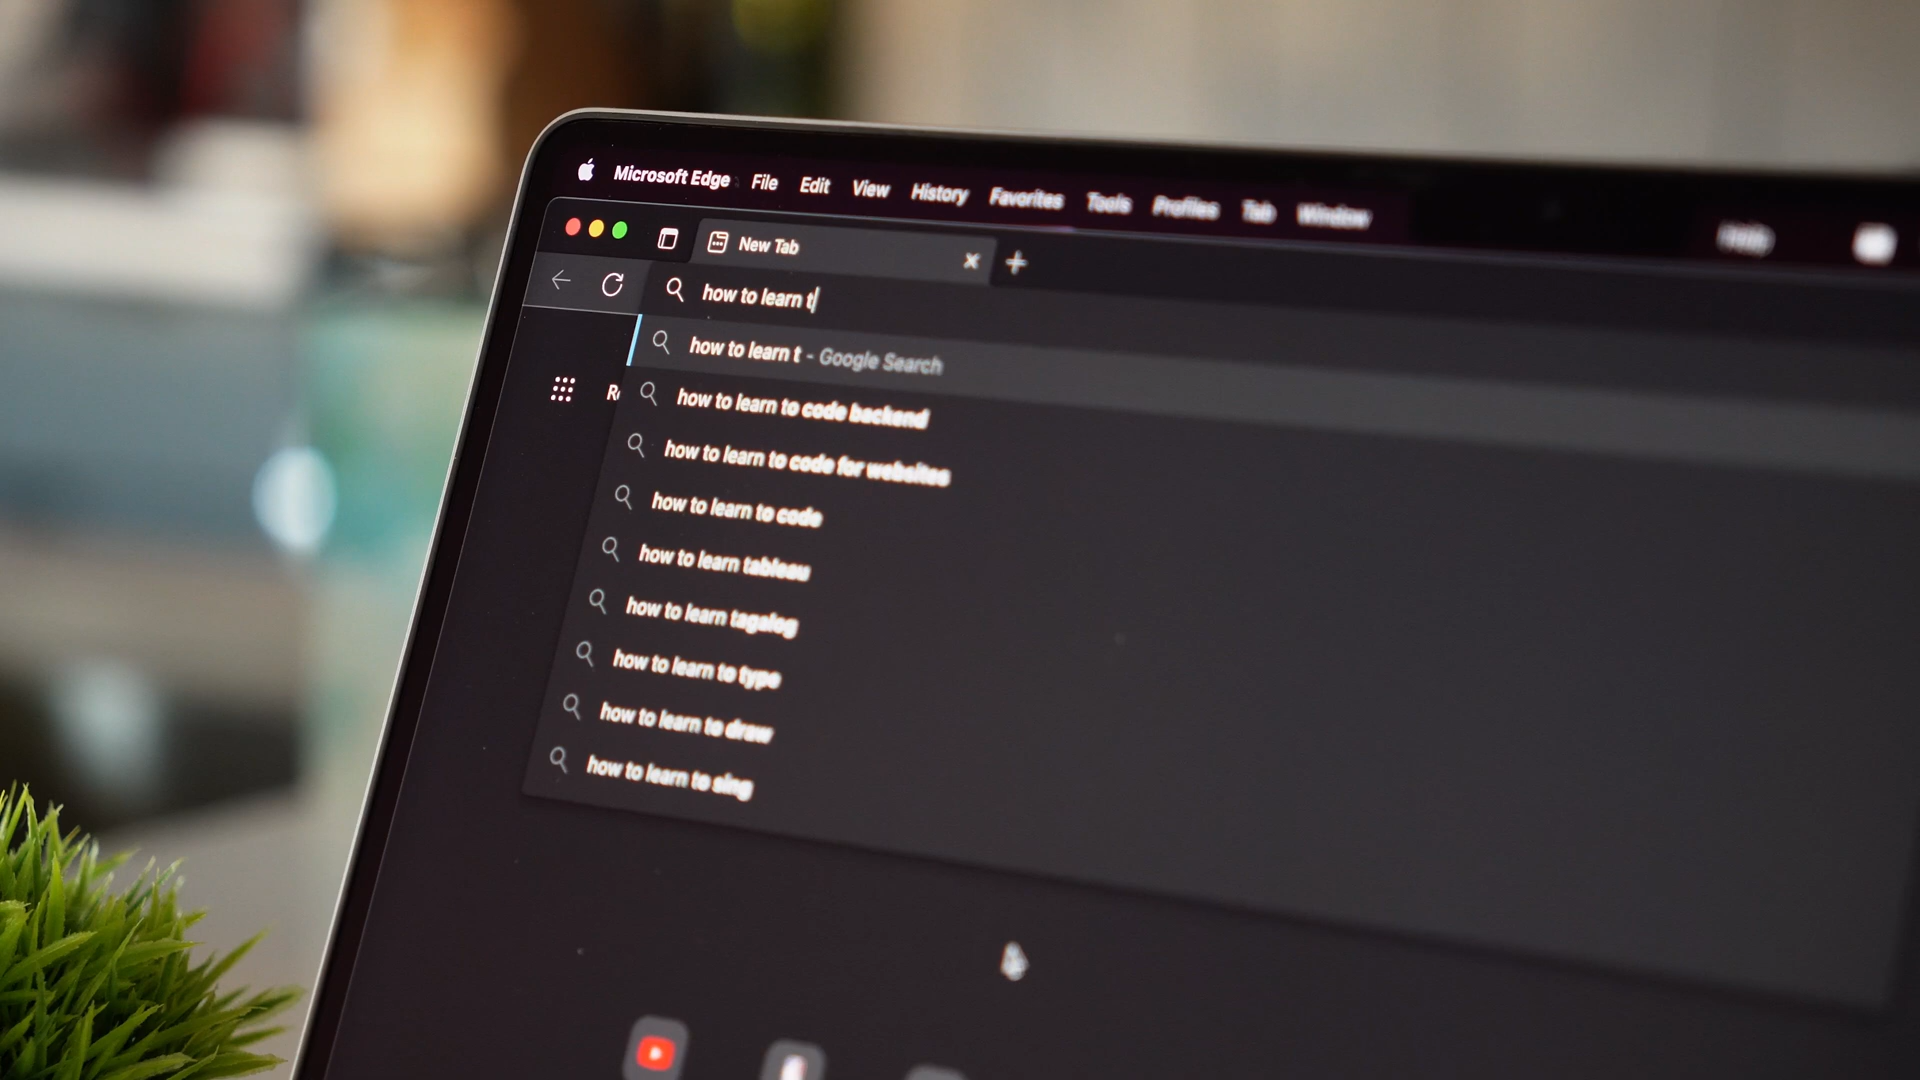 Microsoft Edge File Edit View History Favorites Tools Profiles Tab Window Help
New Tab
how to learn t
how to learn t - Google Search
how to learn to code backend
how to learn to code for websites
how to learn to code
how to learn tableau
how to learn tagalog
how to learn to type
how to learn to draw
how to learn to sing